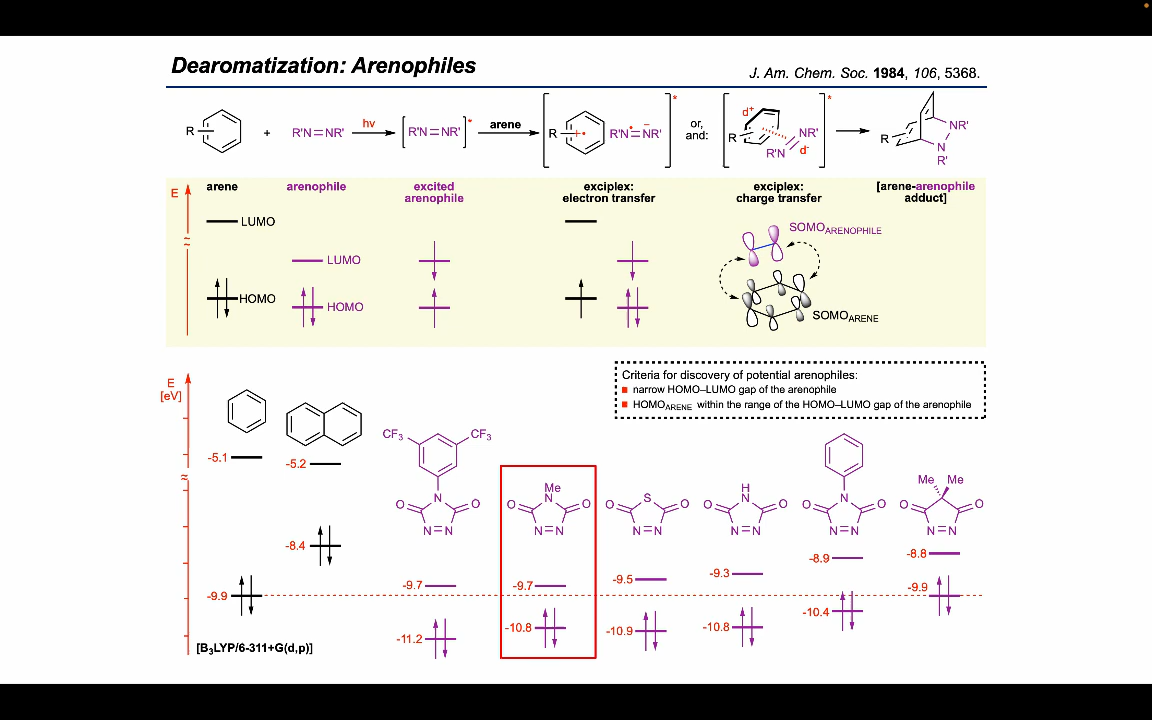 Dearomatization: Arenophiles
J. Am. Chem. Soc. 1984, 106, 5368.
R + R'N=NR' hν [R'N=NR']* arene R +• R'N•=−NR' * or, and: R d+ NR' R'N d- * R NR' N R'
E
arene arenophile excited arenophile exciplex: electron transfer exciplex: charge transfer [arene-arenophile adduct]
LUMO
LUMO
HOMO
HOMO
SOMOARENOPHILE
SOMOARENE
Criteria for discovery of potential arenophiles:
narrow HOMO–LUMO gap of the arenophile
HOMOARENE within the range of the HOMO–LUMO gap of the arenophile
E
[eV]
-5.1
-9.9
-5.2
-8.4
CF3 CF3
N
O O
N=N
-9.7
-11.2
Me
N
O O
N=N
-9.7
-10.8
S
O O
N=N
-9.5
-10.9
H
N
O O
N=N
-9.3
-10.8
N
O O
N=N
-8.9
-10.4
Me Me
O O
N=N
-8.8
-9.9
[B3LYP/6-311+G(d,p)]